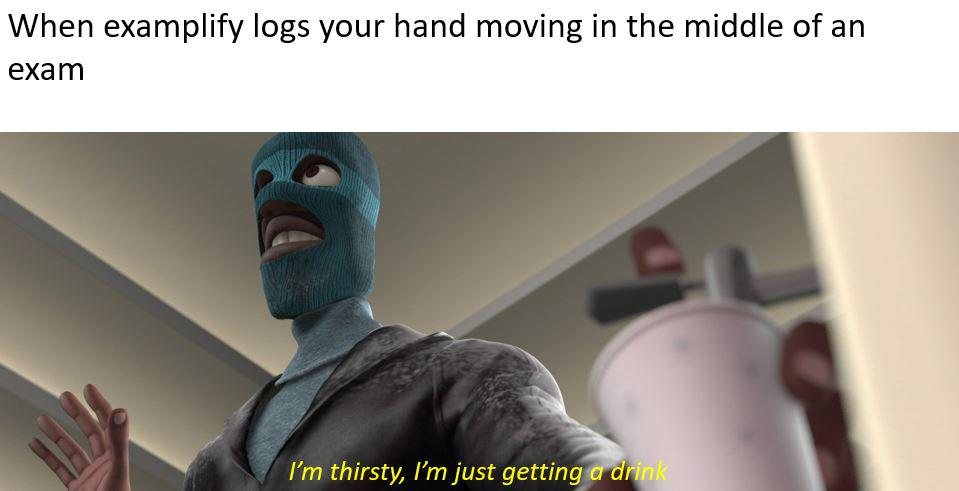 When examplify logs your hand moving in the middle of an
exam
I'm thirsty, I'm just getting a drink